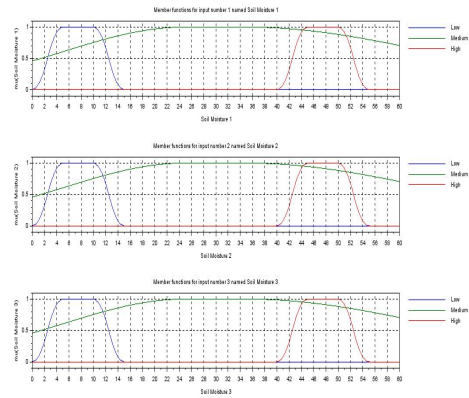 Member functions for input number 1 named Soil Moisture 1
mu(Soil Moisture 1)
1
0.5
0
0 2 4 6 8 10 12 14 16 18 20 22 24 26 28 30 32 34 36 38 40 42 44 46 48 50 52 54 56 58 60
Soil Moisture 1
Low
Medium
High
Member functions for input number 2 named Soil Moisture 2
mu(Soil Moisture 2)
1
0.5
0
0 2 4 6 8 10 12 14 16 18 20 22 24 26 28 30 32 34 36 38 40 42 44 46 48 50 52 54 56 58 60
Soil Moisture 2
Low
Medium
High
Member functions for input number 3 named Soil Moisture 3
mu(Soil Moisture 3)
1
0.5
0
0 2 4 6 8 10 12 14 16 18 20 22 24 26 28 30 32 34 36 38 40 42 44 46 48 50 52 54 56 58 60
Soil Moisture 3
Low
Medium
High